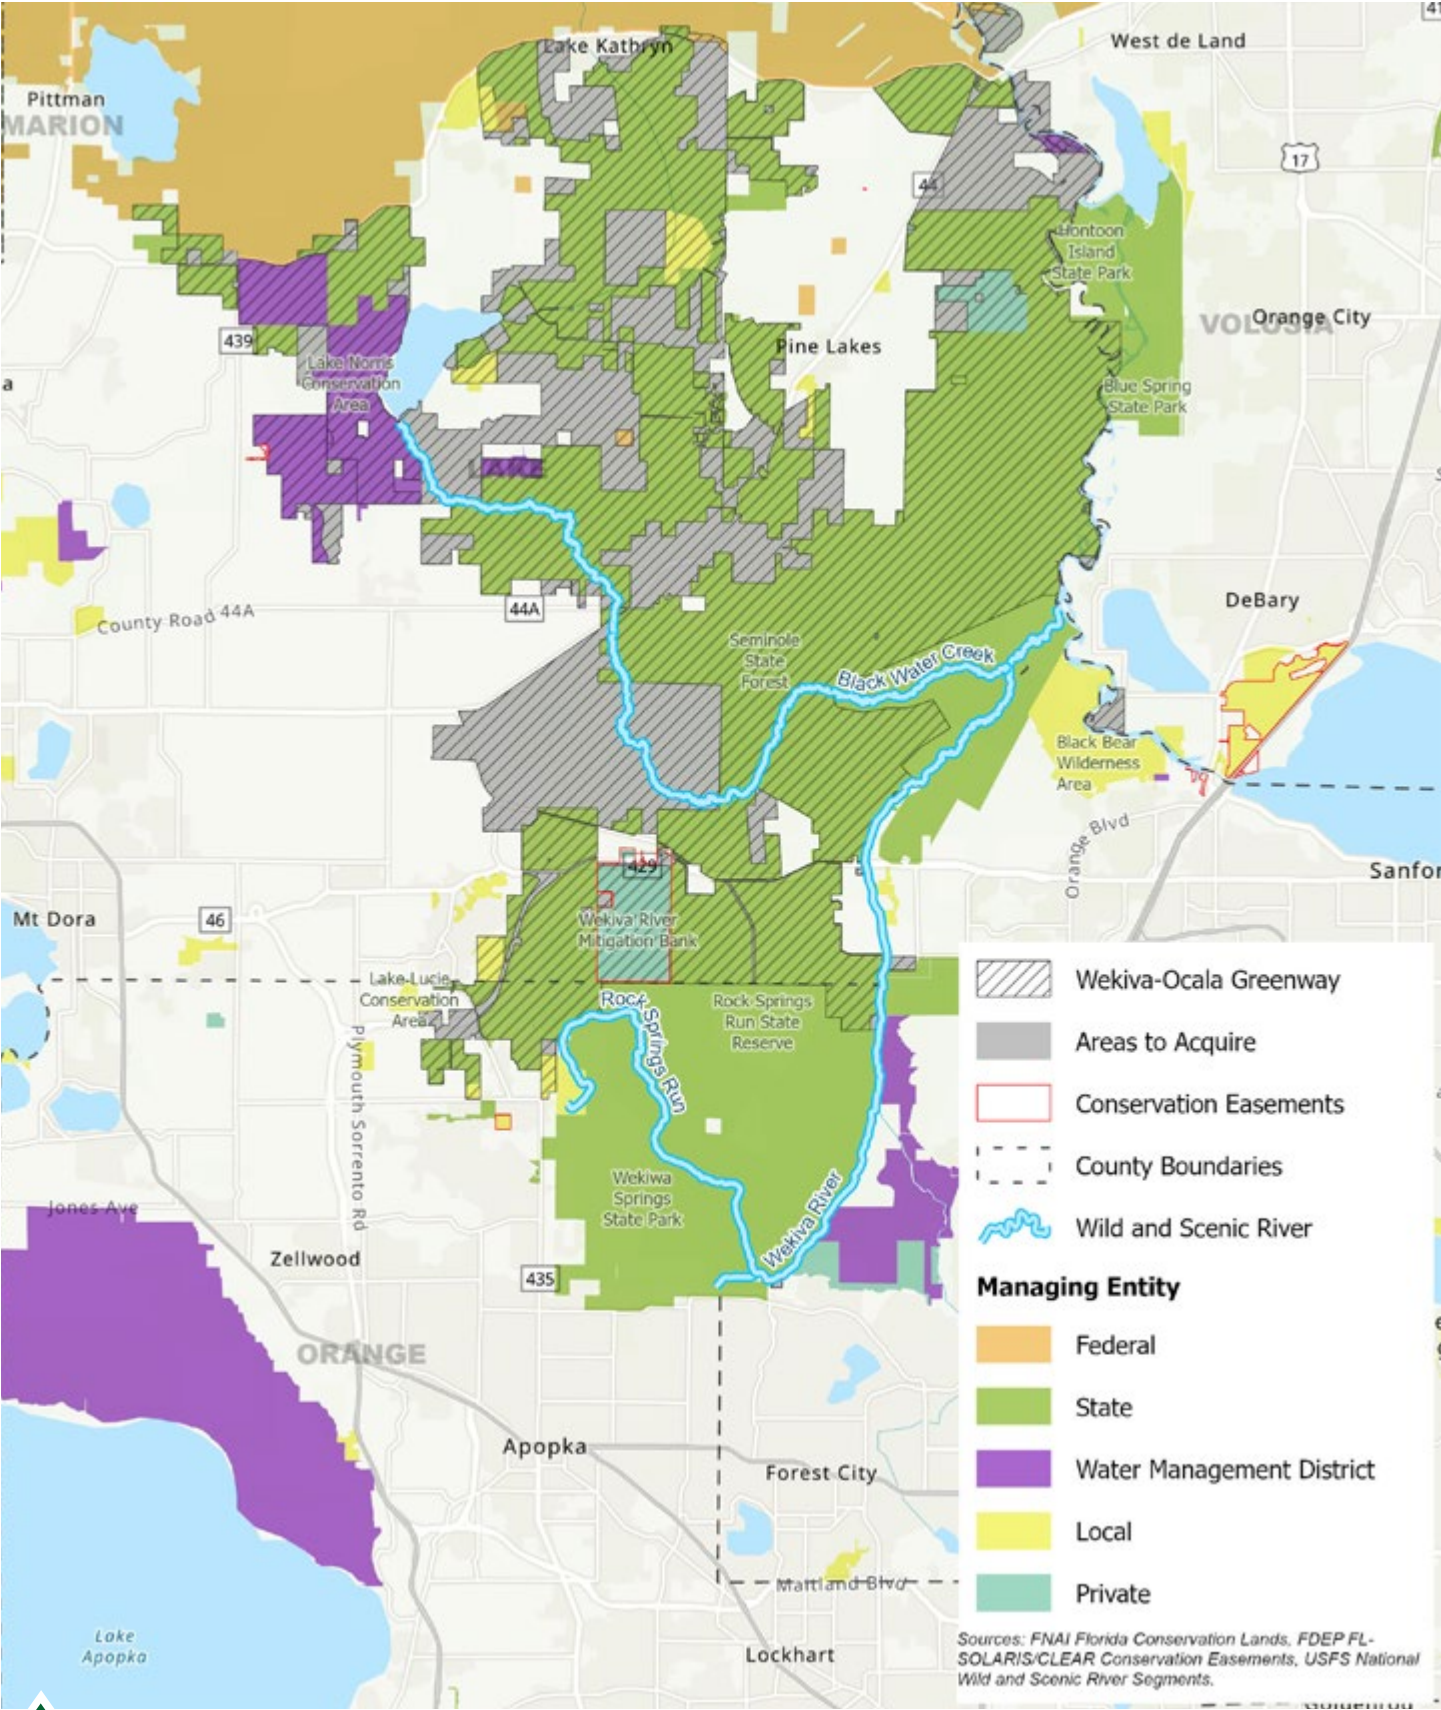 Lake Kathryn
West de Land
41
Pittman
MARION
17
44
Hontoon
Island
State Park
Orange City
VOLUSIA
439
Pine Lakes
Lake Norris
Conservation
Area
a
Blue Spring
State Park
LAKE
44A
County Road 44A
DeBary
Seminole
State
Forest
Black Water Creek
Black Bear
Wilderness
Area
Orange Blvd
Sanfor
429
Mt Dora
46
Wekiva River
Mitigation Bank
Lake Lucie
Conservation
Area
Rock Springs Run
Rock Springs
Run State
Reserve
Plymouth Sorrento Rd
Wekiwa
Springs
State Park
Wekiva River
Jones Ave
Zellwood
435
ORANGE
Apopka
Forest City
Maitland Blvd
Lake
Apopka
Lockhart
Wekiva-Ocala Greenway
Areas to Acquire
Conservation Easements
County Boundaries
Wild and Scenic River
Managing Entity
Federal
State
Water Management District
Local
Private
Sources: FNAI Florida Conservation Lands, FDEP FL-
SOLARIS/CLEAR Conservation Easements, USFS National
Wild and Scenic River Segments.